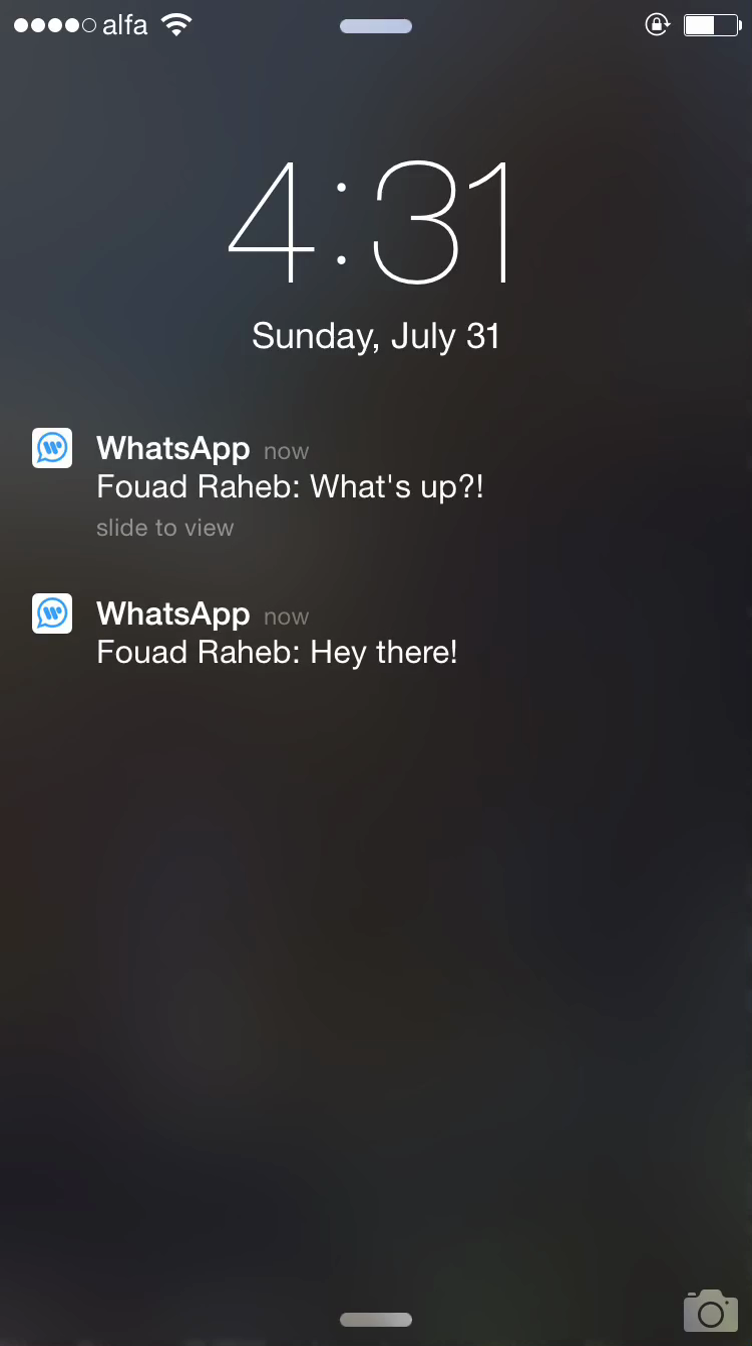 alfa
4:31
Sunday, July 31
WhatsApp now
Fouad Raheb: What's up?!
slide to view
WhatsApp now
Fouad Raheb: Hey there!